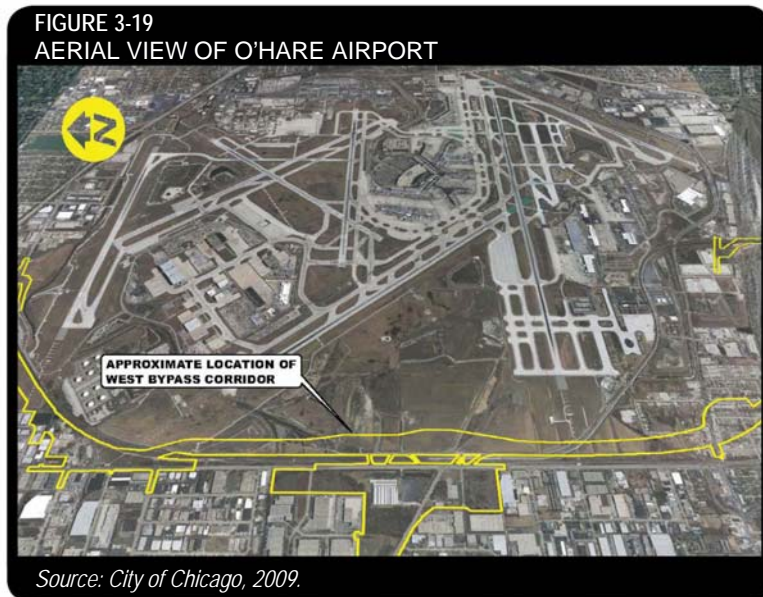 FIGURE 3-19
AERIAL VIEW OF O'HARE AIRPORT
N
APPROXIMATE LOCATION OF
WEST BYPASS CORRIDOR
Source: City of Chicago, 2009.